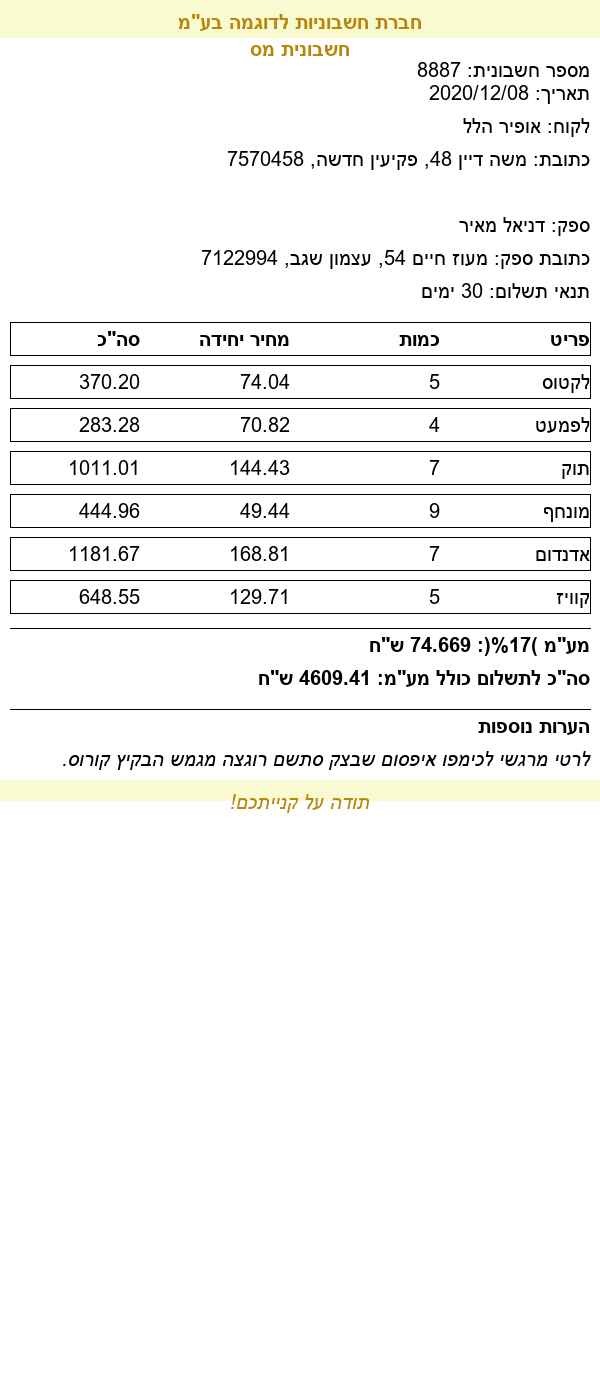 חברת חשבוניות לדוגמה בע"מ
חשבונית מס
מספר חשבונית: 8887
תאריך: 2020/12/08
לקוח: אופיר הלל
כתובת: משה דיין 48, פקיעין חדשה, 7570458
ספק: דניאל מאיר
כתובת ספק: מעוז חיים 54, עצמון שגב, 7122994
תנאי תשלום: 30 ימים
פריט כמות מחיר יחידה סה"כ
לקטוס 5 74.04 370.20
לפמעט 4 70.82 283.28
תוק 7 144.43 1011.01
מונחף 9 49.44 444.96
אדנדום 7 168.81 1181.67
קוויז 5 129.71 648.55
מע"מ )17%(: 74.669 ש"ח
סה"כ לתשלום כולל מע"מ: 4609.41 ש"ח
הערות נוספות
לרטי מרגשי לכימפו איפסום שבצק סתשם רוגצה מגמש הבקיץ קורוס.
תודה על קנייתכם!